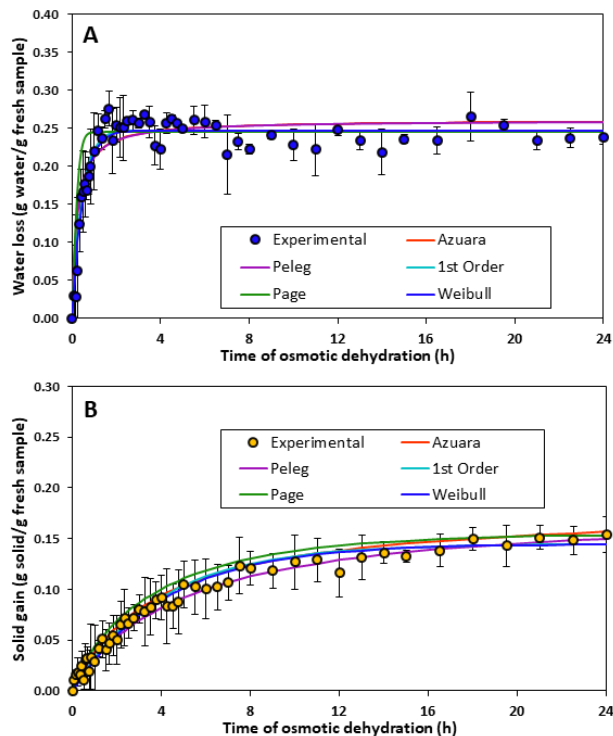 A
Water loss (g water/g fresh sample)
0.40
0.35
0.30
0.25
0.20
0.15
0.10
0.05
0.00
Experimental Azuara
Peleg 1st Order
Page Weibull
0 4 8 12 16 20 24
Time of osmotic dehydration (h)
B
Solid gain (g solid/g fresh sample)
0.30
0.25
0.20
0.15
0.10
0.05
0.00
Experimental Azuara
Peleg 1st Order
Page Weibull
0 4 8 12 16 20 24
Time of osmotic dehydration (h)